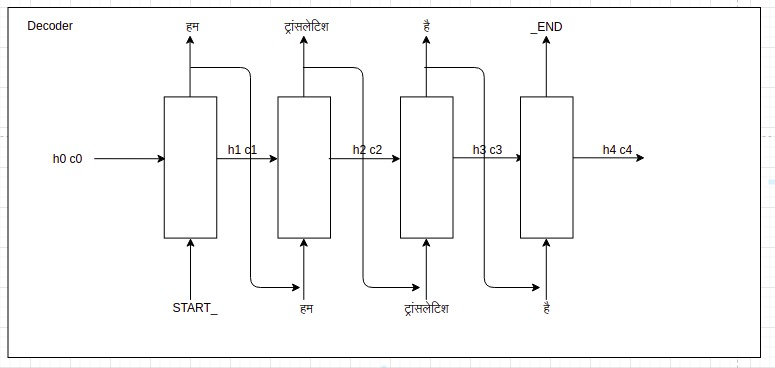 Decoder
हम
ट्रांसलेटिश
है
_END
h0 c0
h1 c1
h2 c2
h3 c3
h4 c4
START_
हम
ट्रांसलेटिश
है